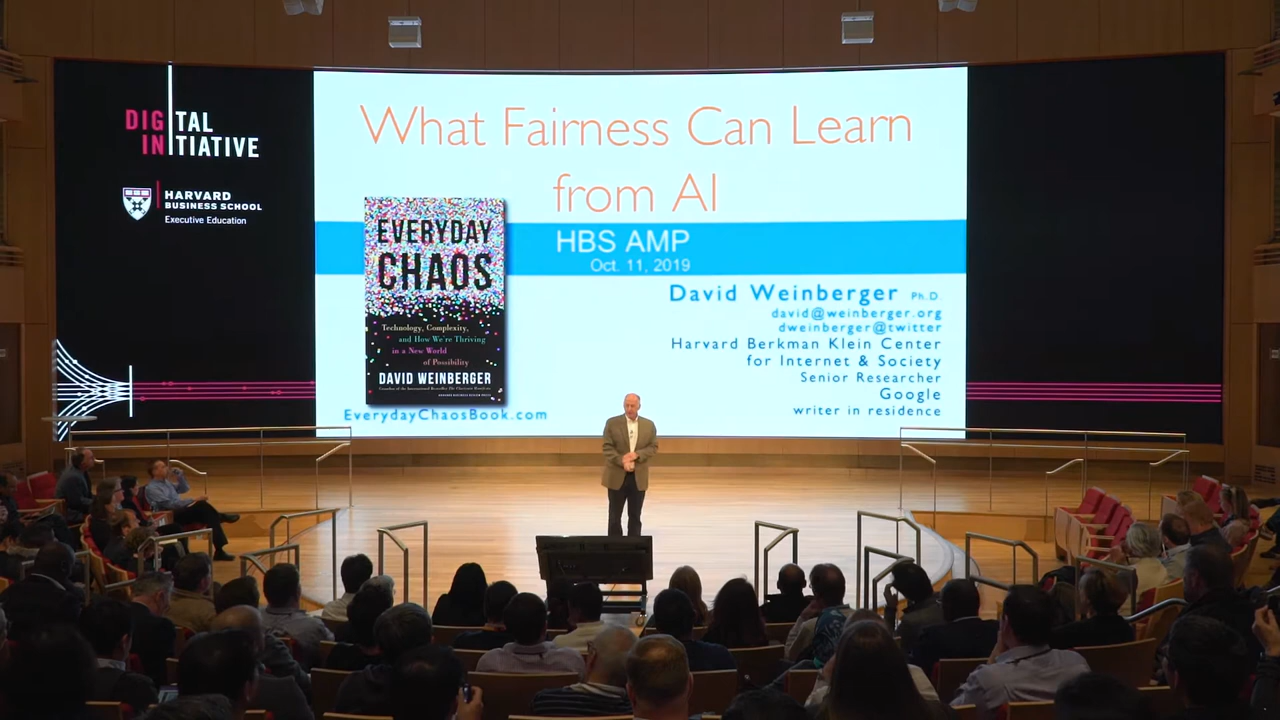 DIGITAL
INITIATIVE
HARVARD
BUSINESS SCHOOL
Executive Education
What Fairness Can Learn
from AI
HBS AMP
Oct. 11, 2019
EVERYDAY
CHAOS
Technology, Complexity,
and How We're Thriving
in a New World
of Possibility
DAVID WEINBERGER
EverydayChaosBook.com
David Weinberger Ph.D.
david@weinberger.org
dweinberger@twitter
Harvard Berkman Klein Center
for Internet & Society
Senior Researcher
Google
writer in residence